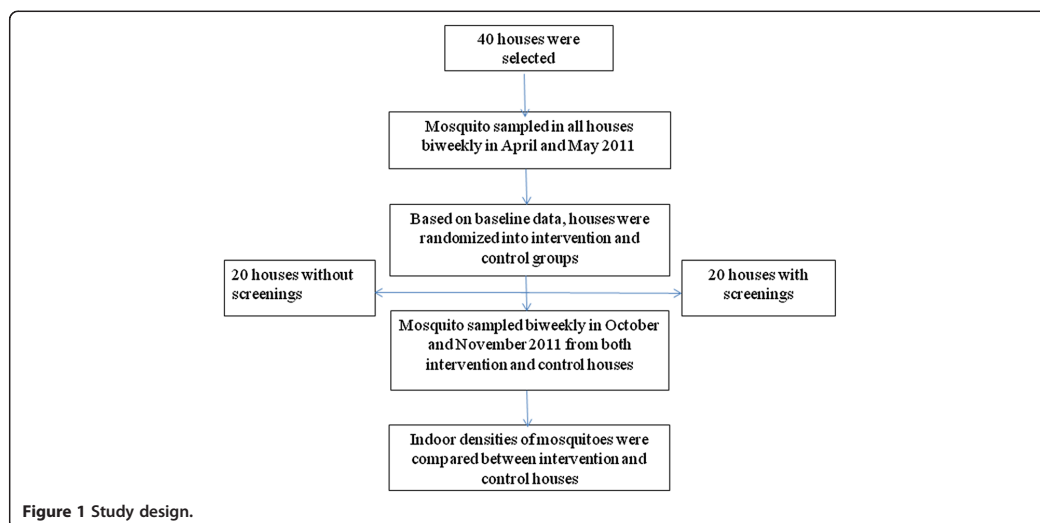 40 houses were
selected
Mosquito sampled in all houses
biweekly in April and May 2011
Based on baseline data, houses were
randomized into intervention and
control groups
20 houses without
screenings
20 houses with
screenings
Mosquito sampled biweekly in October
and November 2011 from both
intervention and control houses
Indoor densities of mosquitoes were
compared between intervention and
control houses
Figure 1 Study design.